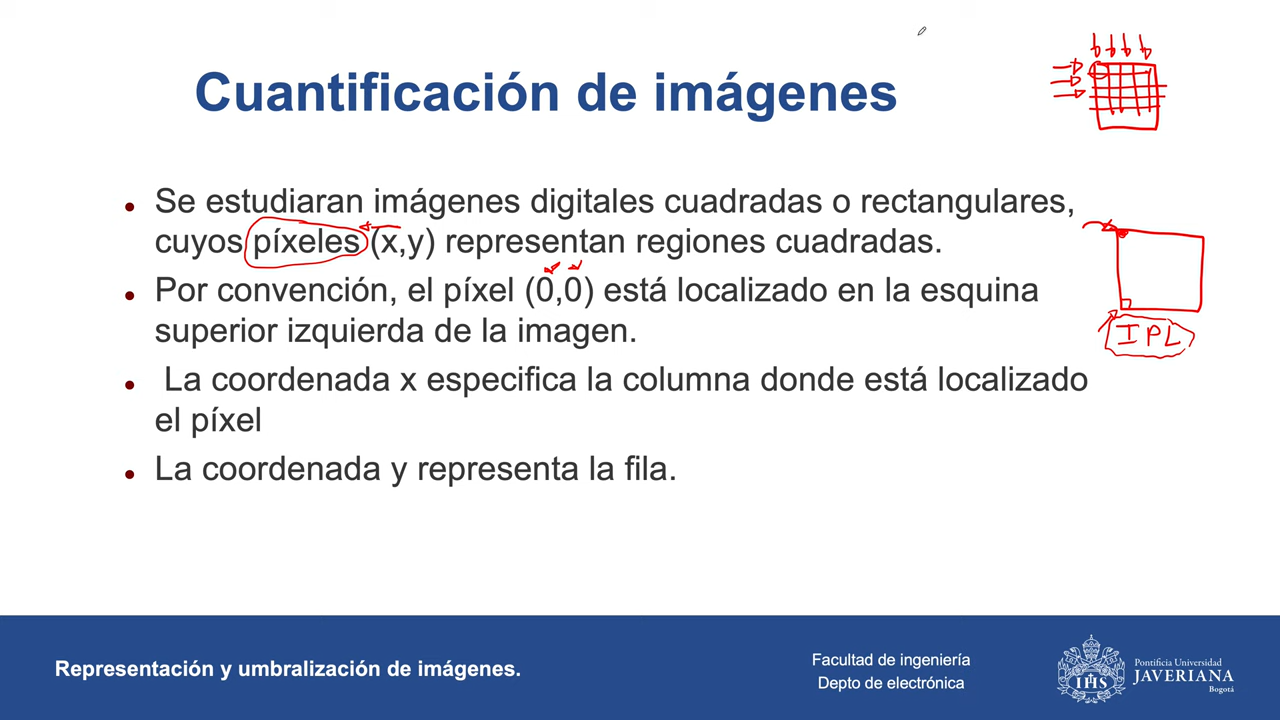 Cuantificación de imágenes
Se estudiaran imágenes digitales cuadradas o rectangulares,
cuyos píxeles (x,y) representan regiones cuadradas.
Por convención, el píxel (0,0) está localizado en la esquina
superior izquierda de la imagen.
IPL
La coordenada x especifica la columna donde está localizado
el píxel
La coordenada y representa la fila.
Representación y umbralización de imágenes.
Facultad de ingeniería
Depto de electrónica
IHS
Pontificia Universidad
JAVERIANA
Bogotá